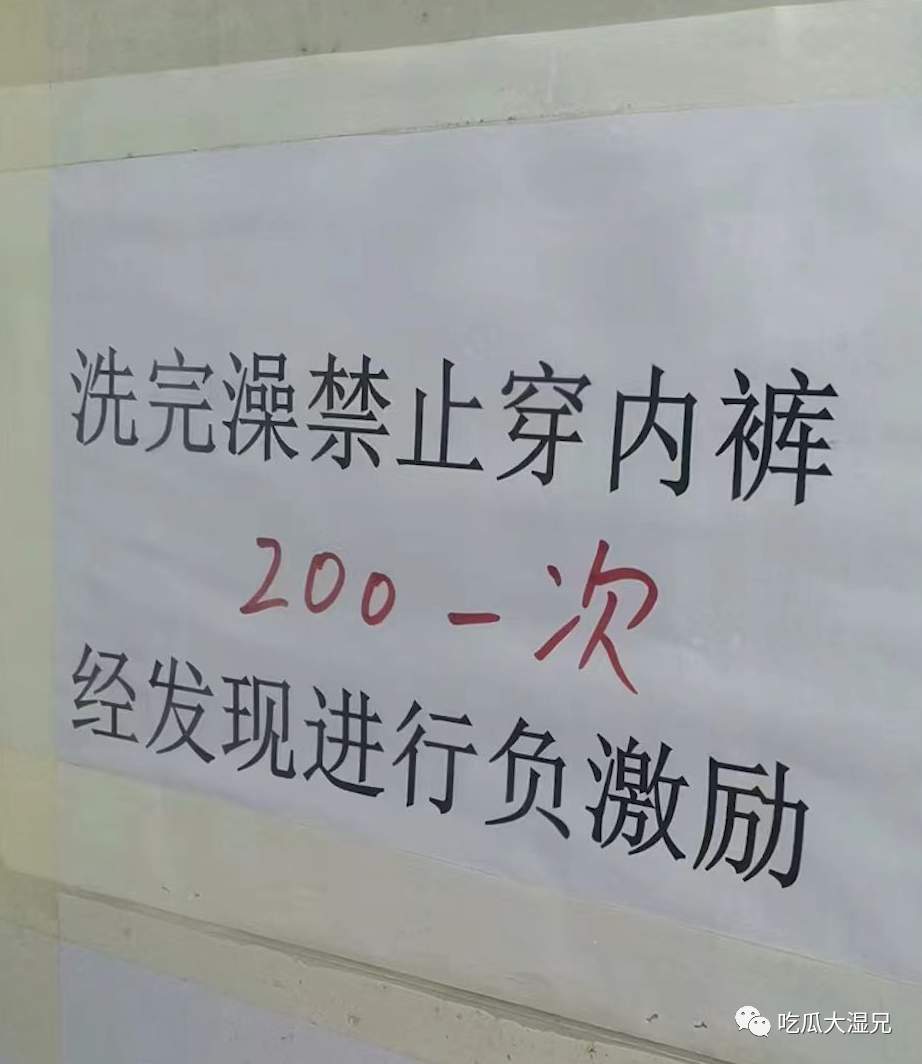 洗完澡禁止穿内裤
200一次
经发现进行负激励
吃瓜大湿兄